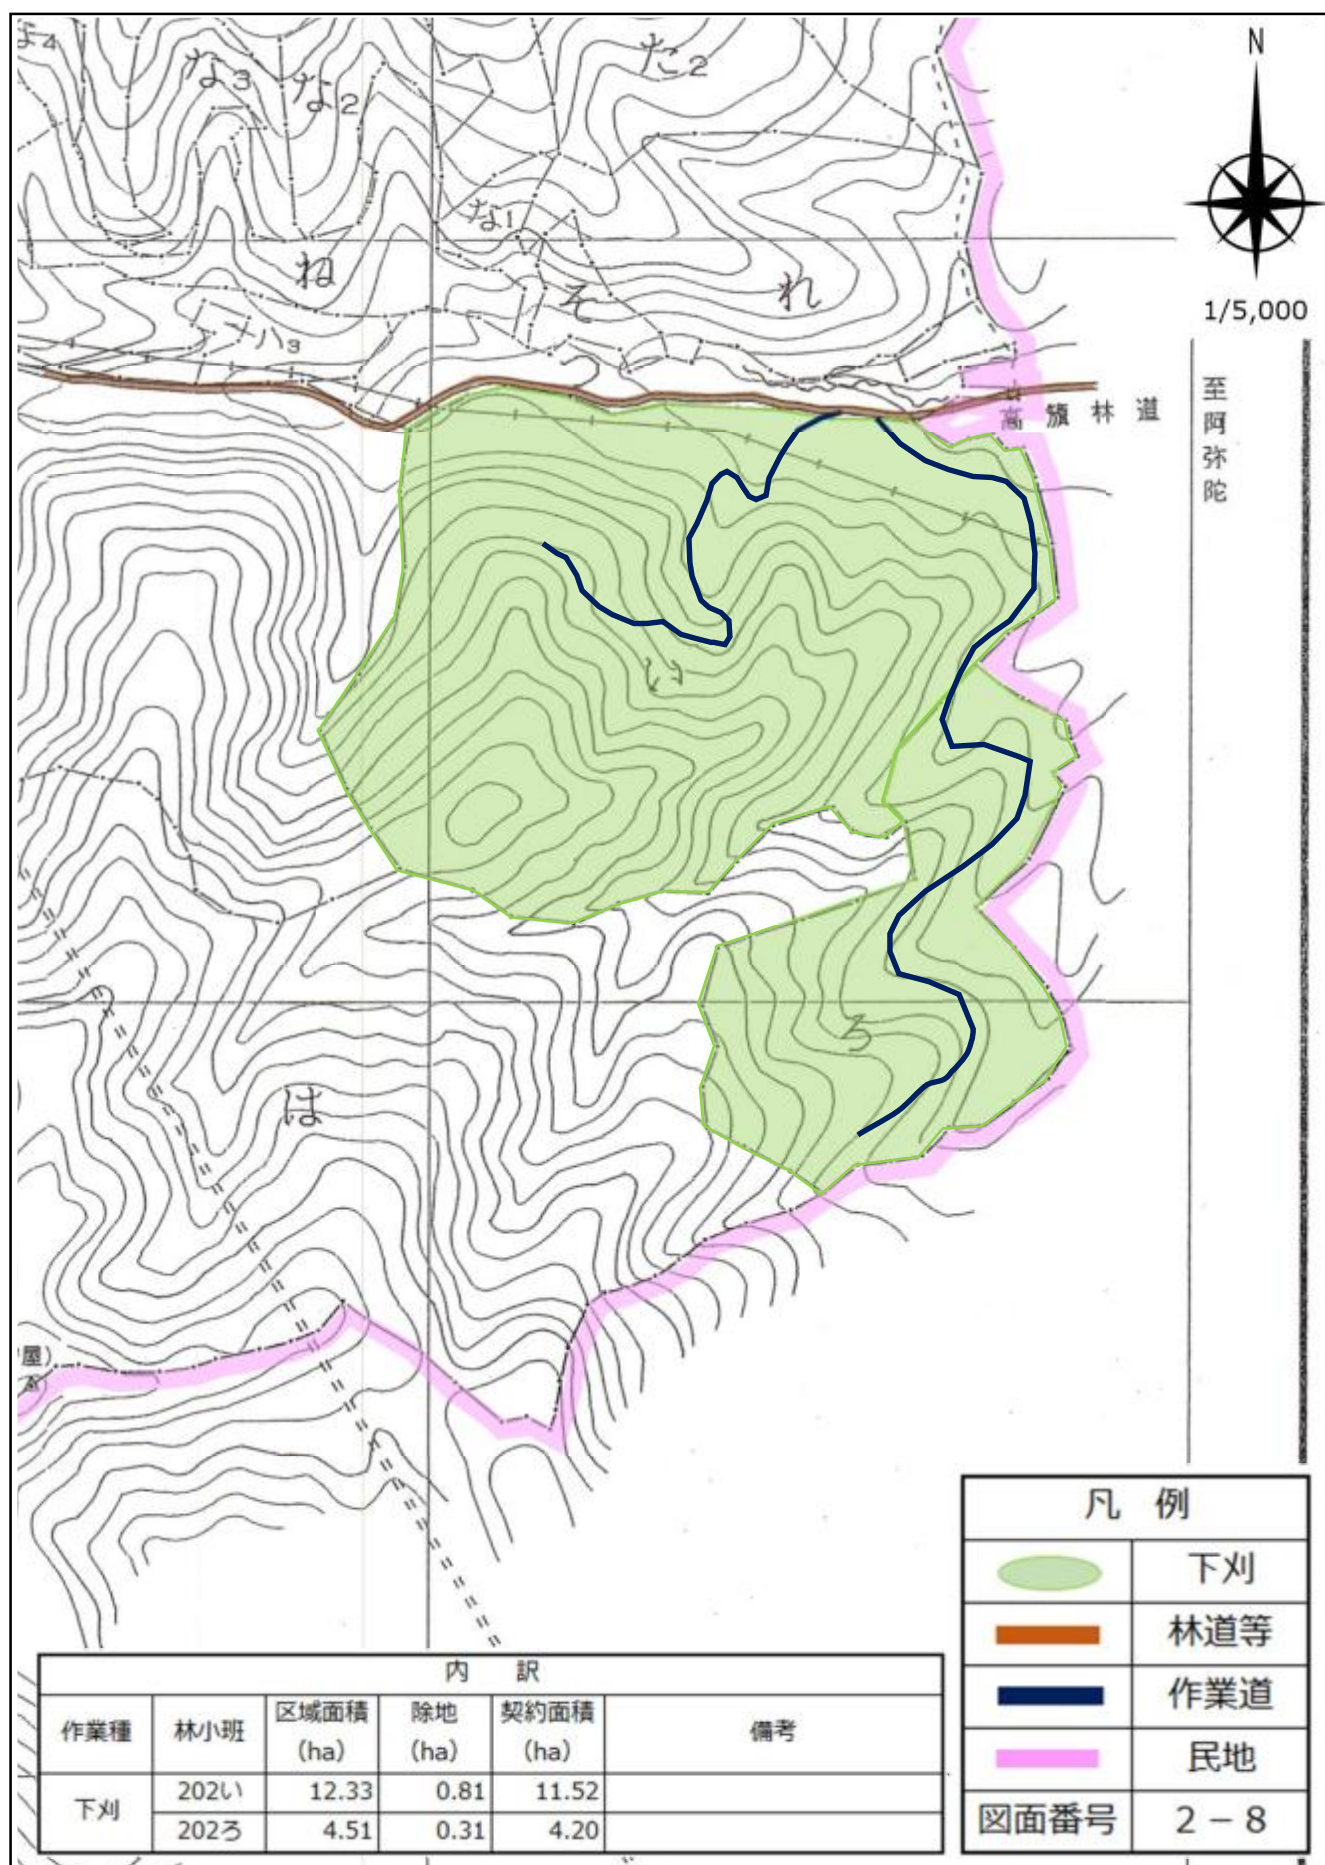 な3
な2
た2
N
な1
ね
そ
れ
1/5,000
ハ3
高籏林道
至阿弥陀
い
ろ
は
屋)
凡 例
下刈
林道等
作業道
民地
図面番号 2-8
内 訳
作業種 林小班 区域面積(ha) 除地(ha) 契約面積(ha) 備考
下刈 202い 12.33 0.81 11.52
202ろ 4.51 0.31 4.20